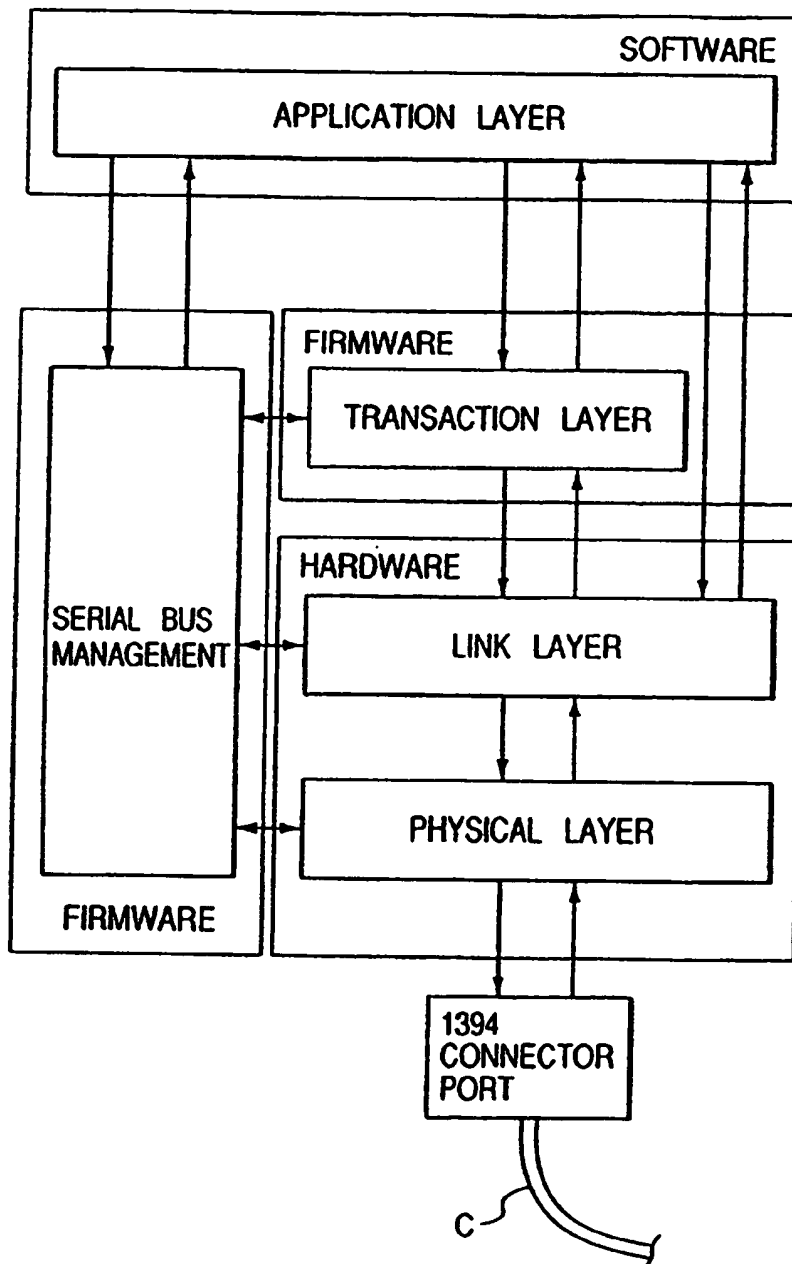 SOFTWARE
APPLICATION LAYER
FIRMWARE
TRANSACTION LAYER
HARDWARE
SERIAL BUS
MANAGEMENT
LINK LAYER
PHYSICAL LAYER
FIRMWARE
1394
CONNECTOR
PORT
C